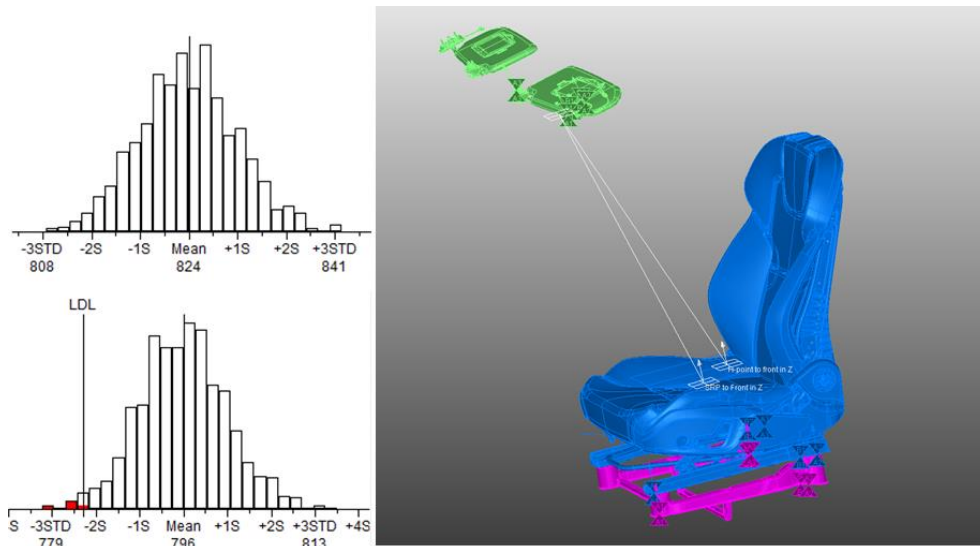 -3STD -2S -1S Mean +1S +2S +3STD
808 824 841
LDL
S -3STD -2S -1S Mean +1S +2S +3STD +4S
779 796 813
H-point to front in Z
SRP to Front in Z